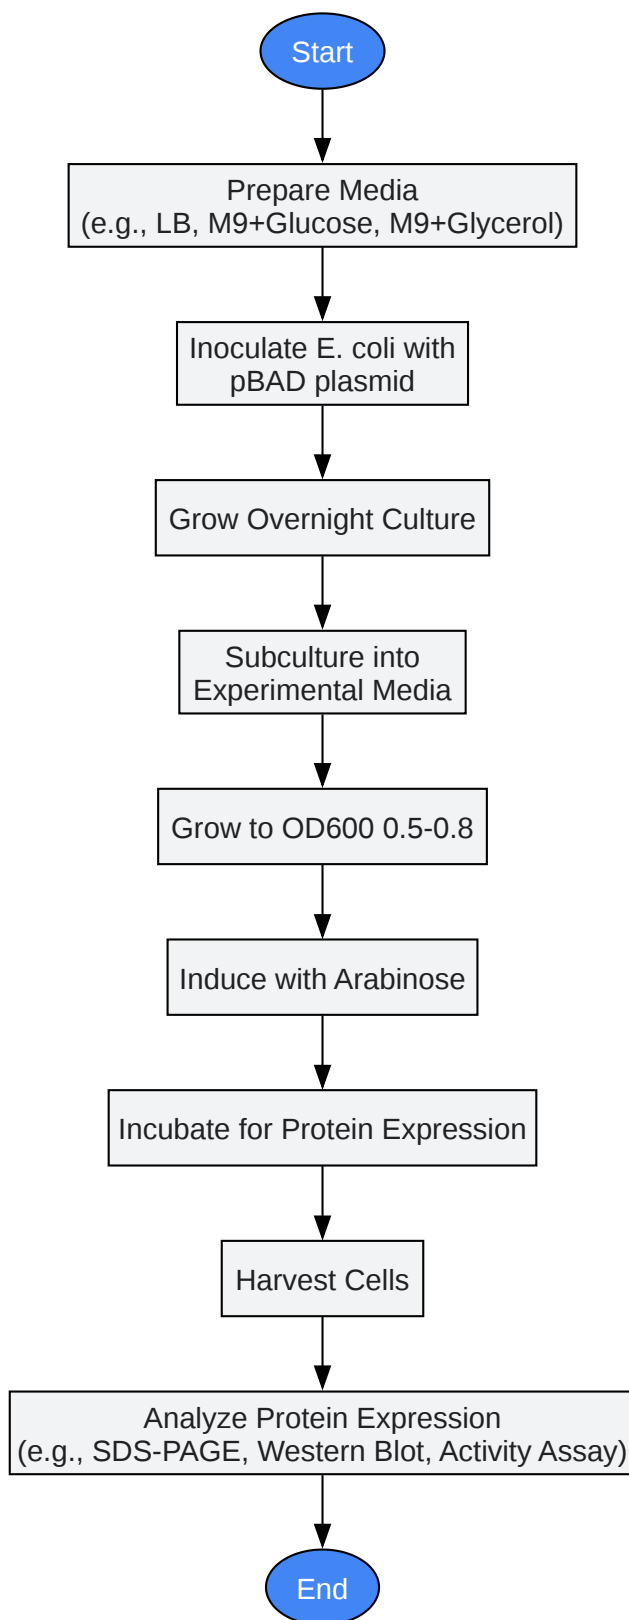 Start
Prepare Media
(e.g., LB, M9+Glucose, M9+Glycerol)
Inoculate E. coli with
pBAD plasmid
Grow Overnight Culture
Subculture into
Experimental Media
Grow to OD600 0.5-0.8
Induce with Arabinose
Incubate for Protein Expression
Harvest Cells
Analyze Protein Expression
(e.g., SDS-PAGE, Western Blot, Activity Assay)
End